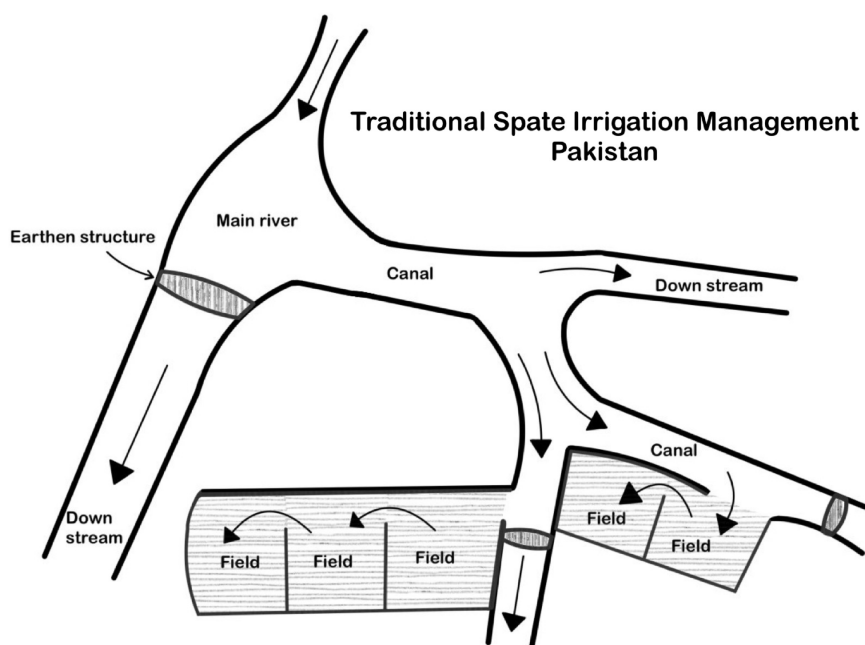 Traditional Spate Irrigation Management
Pakistan
Main river
Earthen structure
Canal
Down stream
Canal
Down
stream
Field
Field
Field
Field
Field